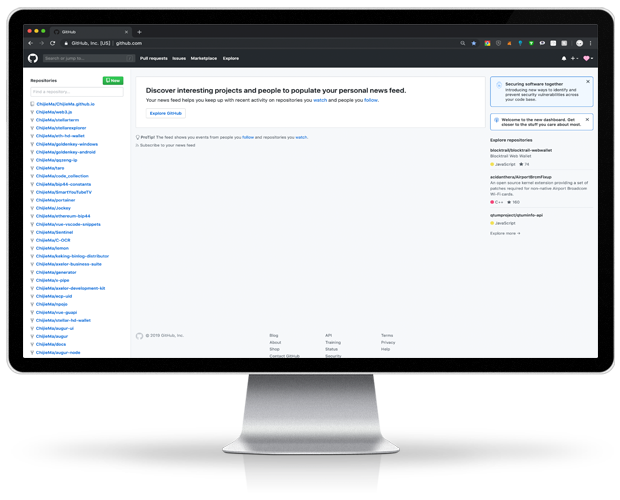 GitHub
GitHub, Inc. [US] | github.com
Search or jump to...
Pull requests Issues Marketplace Explore
Repositories
New
Find a repository...
ChijieMa/ChijieMa.github.io
ChijieMa/web3.js
ChijieMa/stellarterm
ChijieMa/stellarexplorer
ChijieMa/eth-hd-wallet
ChijieMa/goldenkey-windows
ChijieMa/goldenkey-android
ChijieMa/qqzeng-ip
ChijieMa/tars
ChijieMa/code_collection
ChijieMa/bip44-constants
ChijieMa/SmartYouTubeTV
ChijieMa/portainer
ChijieMa/Jockey
ChijieMa/ethereum-bip44
ChijieMa/vue-vscode-snippets
ChijieMa/Sentinel
ChijieMa/C-OCR
ChijieMa/lemon
ChijieMa/keking-binlog-distributor
ChijieMa/axelor-business-suite
ChijieMa/generator
ChijieMa/v-pipe
ChijieMa/axelor-development-kit
ChijieMa/ecp-uid
ChijieMa/vue-guapi
ChijieMa/steller-hd-wallet
ChijieMa/augur-ui
ChijieMa/augur
ChijieMa/docs
ChijieMa/augur-node
Discover interesting projects and people to populate your personal news feed.
Your news feed helps you keep up with recent activity on repositories you watch and people you follow.
Explore GitHub
ProTip! The feed shows you events from people you follow and repositories you watch.
Subscribe to your news feed
Securing software together
Introducing new ways to identify and
prevent security vulnerabilities across
your code base.
Welcome to the new dashboard. Get
closer to the stuff you care about most.
Explore repositories
blocktrail/blocktrail-webwallet
Blocktrail Web Wallet
JavaScript 74
acidanthera/AirportBrcmFixup
An open source kernel extension providing a set of
patches required for non-native Airport Broadcom
Wi-Fi cards.
C++ 160
qtumproject/qtuminfo-api
JavaScript
Explore more →
© 2019 GitHub, Inc.
Blog
About
Shop
Contact GitHub
API
Training
Status
Security
Terms
Privacy
Help